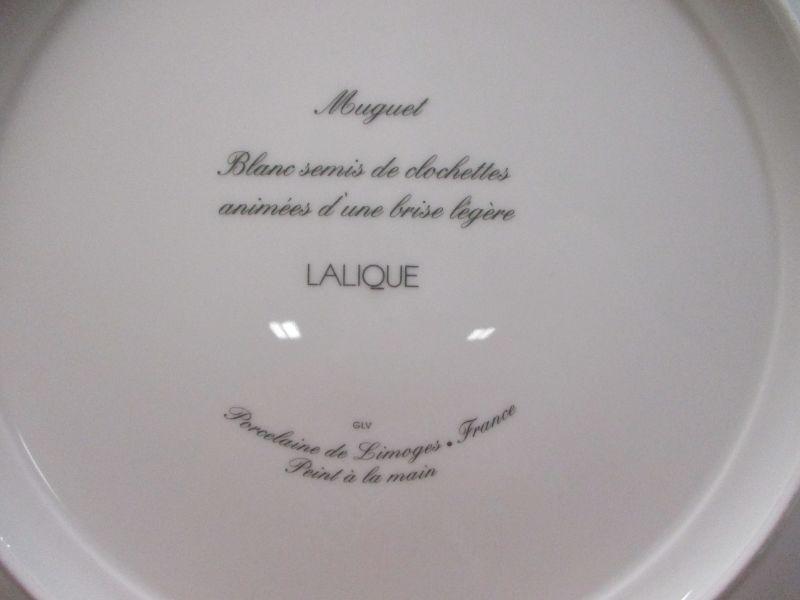 Muguet
Blanc semis de clochettes
animées d'une brise légère
LALIQUE
GLV
Porcelaine de Limoges • France
Peint à la main